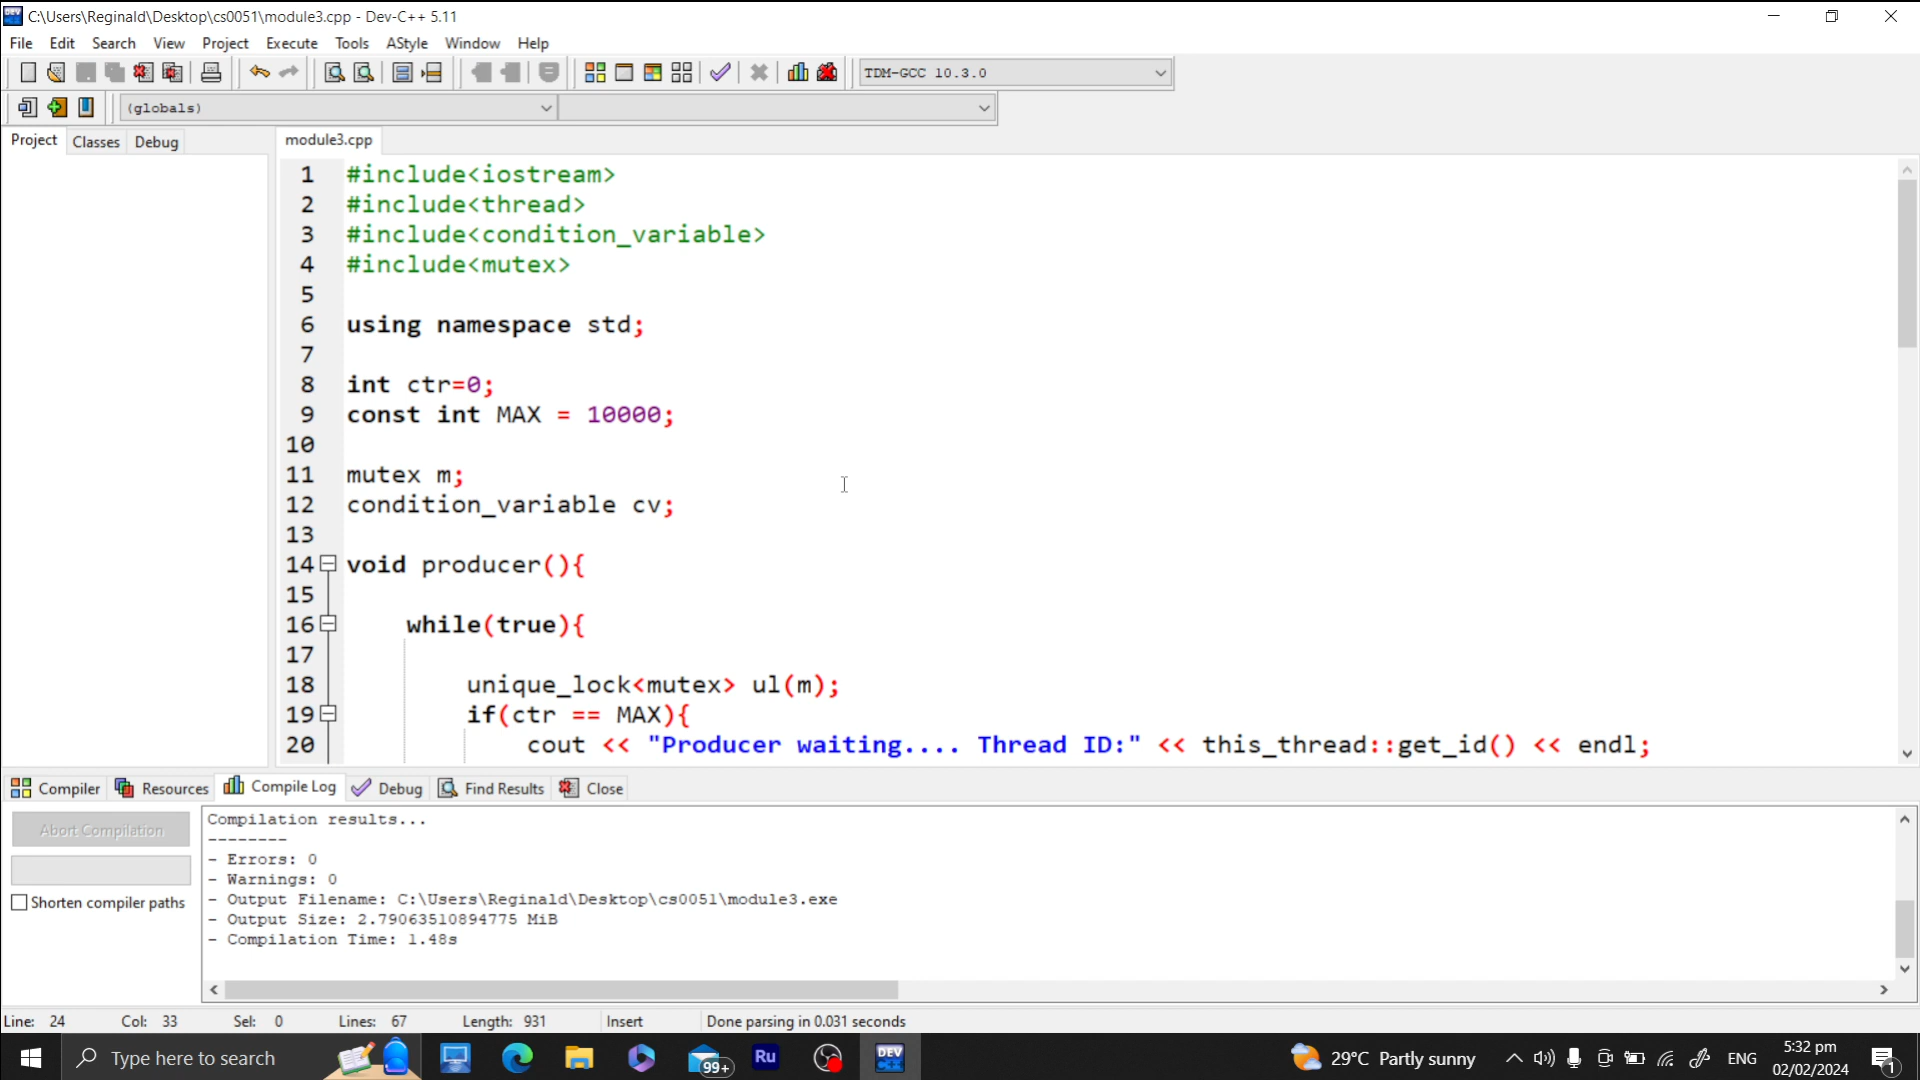 C:\Users\Reginald\Desktop\cs0051\module3.cpp - Dev-C++ 5.11
File Edit Search View Project Execute Tools AStyle Window Help
TDM-GCC 10.3.0
(globals)
Project Classes Debug
module3.cpp
1 #include<iostream>
2 #include<thread>
3 #include<condition_variable>
4 #include<mutex>
5
6 using namespace std;
7
8 int ctr=0;
9 const int MAX = 10000;
10
11 mutex m;
12 condition_variable cv;
13
14 void producer(){
15
16 while(true){
17
18 unique_lock<mutex> ul(m);
19 if(ctr == MAX){
20 cout << "Producer waiting.... Thread ID:" << this_thread::get_id() << endl;
Compiler Resources Compile Log Debug Find Results Close
Abort Compilation
Shorten compiler paths
Compilation results...
--------
- Errors: 0
- Warnings: 0
- Output Filename: C:\Users\Reginald\Desktop\cs0051\module3.exe
- Output Size: 2.79063510894775 MiB
- Compilation Time: 1.48s
Line: 24 Col: 33 Sel: 0 Lines: 67 Length: 931 Insert Done parsing in 0.031 seconds
Type here to search
99+
Ru
DEV
29°C Partly sunny
ENG
5:32 pm
02/02/2024
1